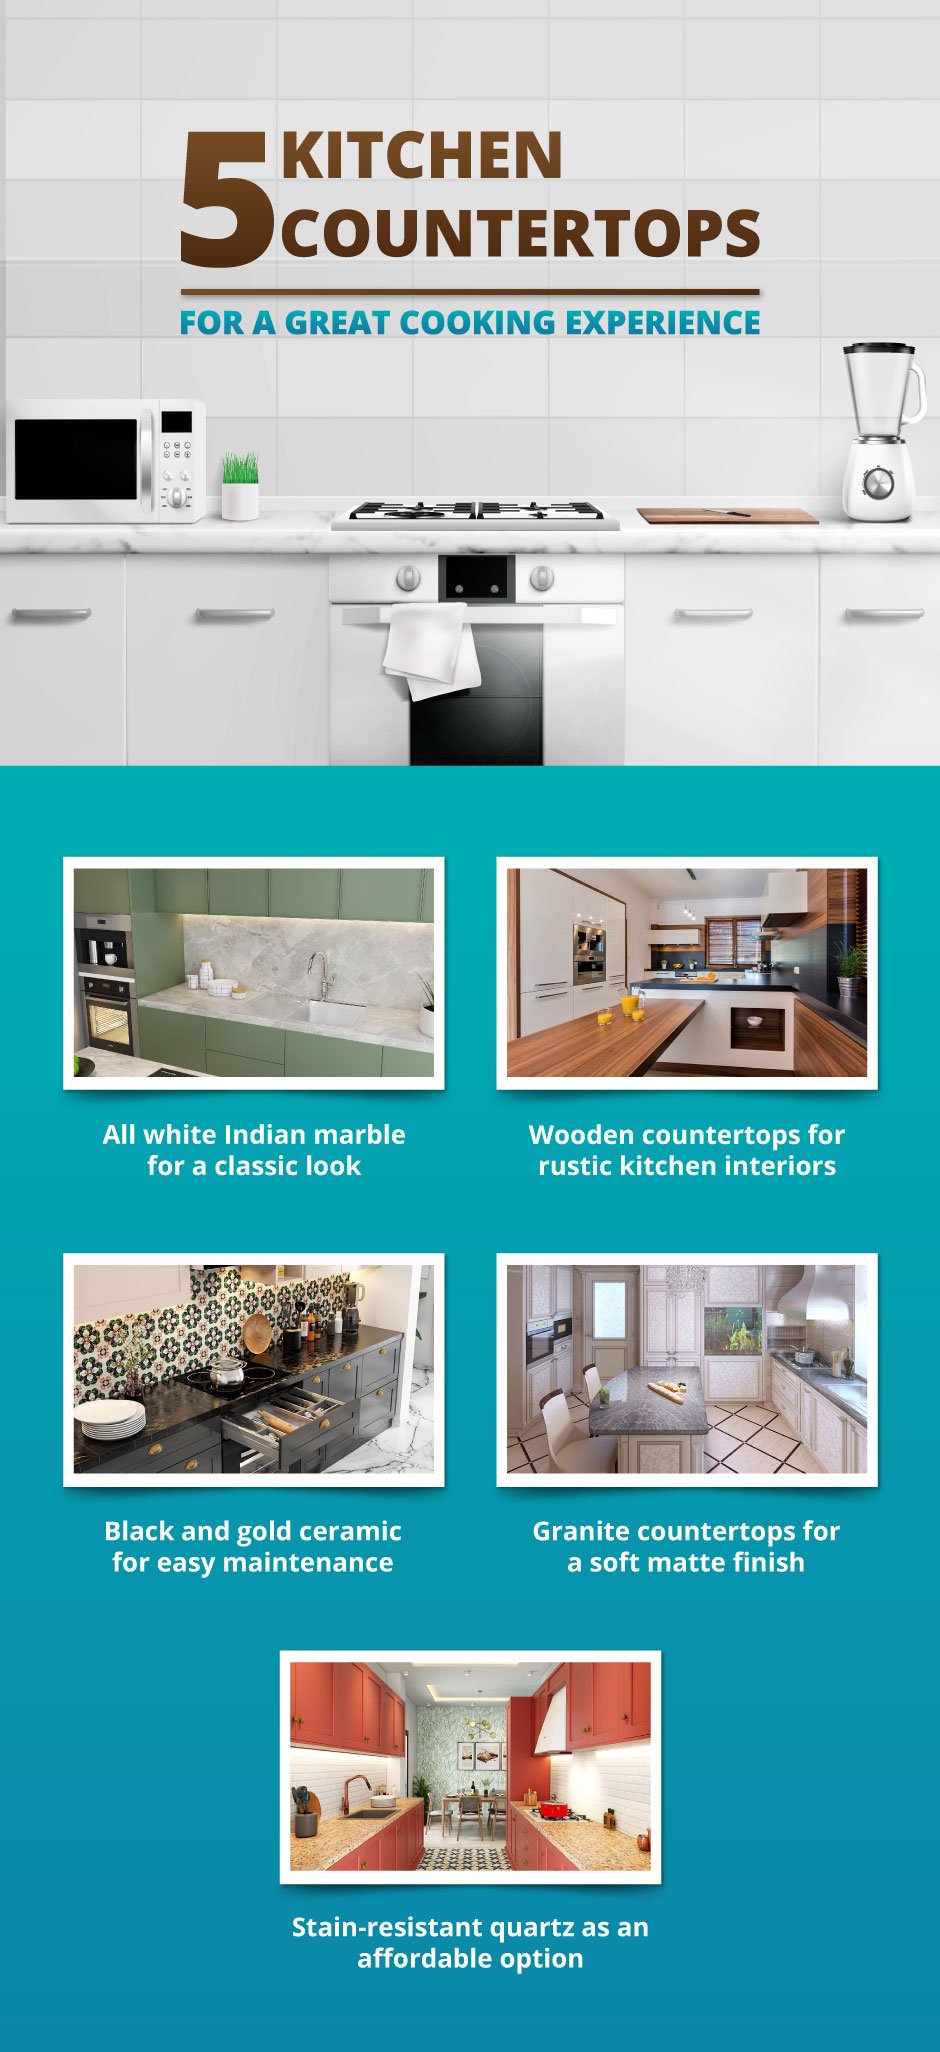 5 KITCHEN
COUNTERTOPS
FOR A GREAT COOKING EXPERIENCE
All white Indian marble
for a classic look
Wooden countertops for
rustic kitchen interiors
Black and gold ceramic
for easy maintenance
Granite countertops for
a soft matte finish
Stain-resistant quartz as an
affordable option